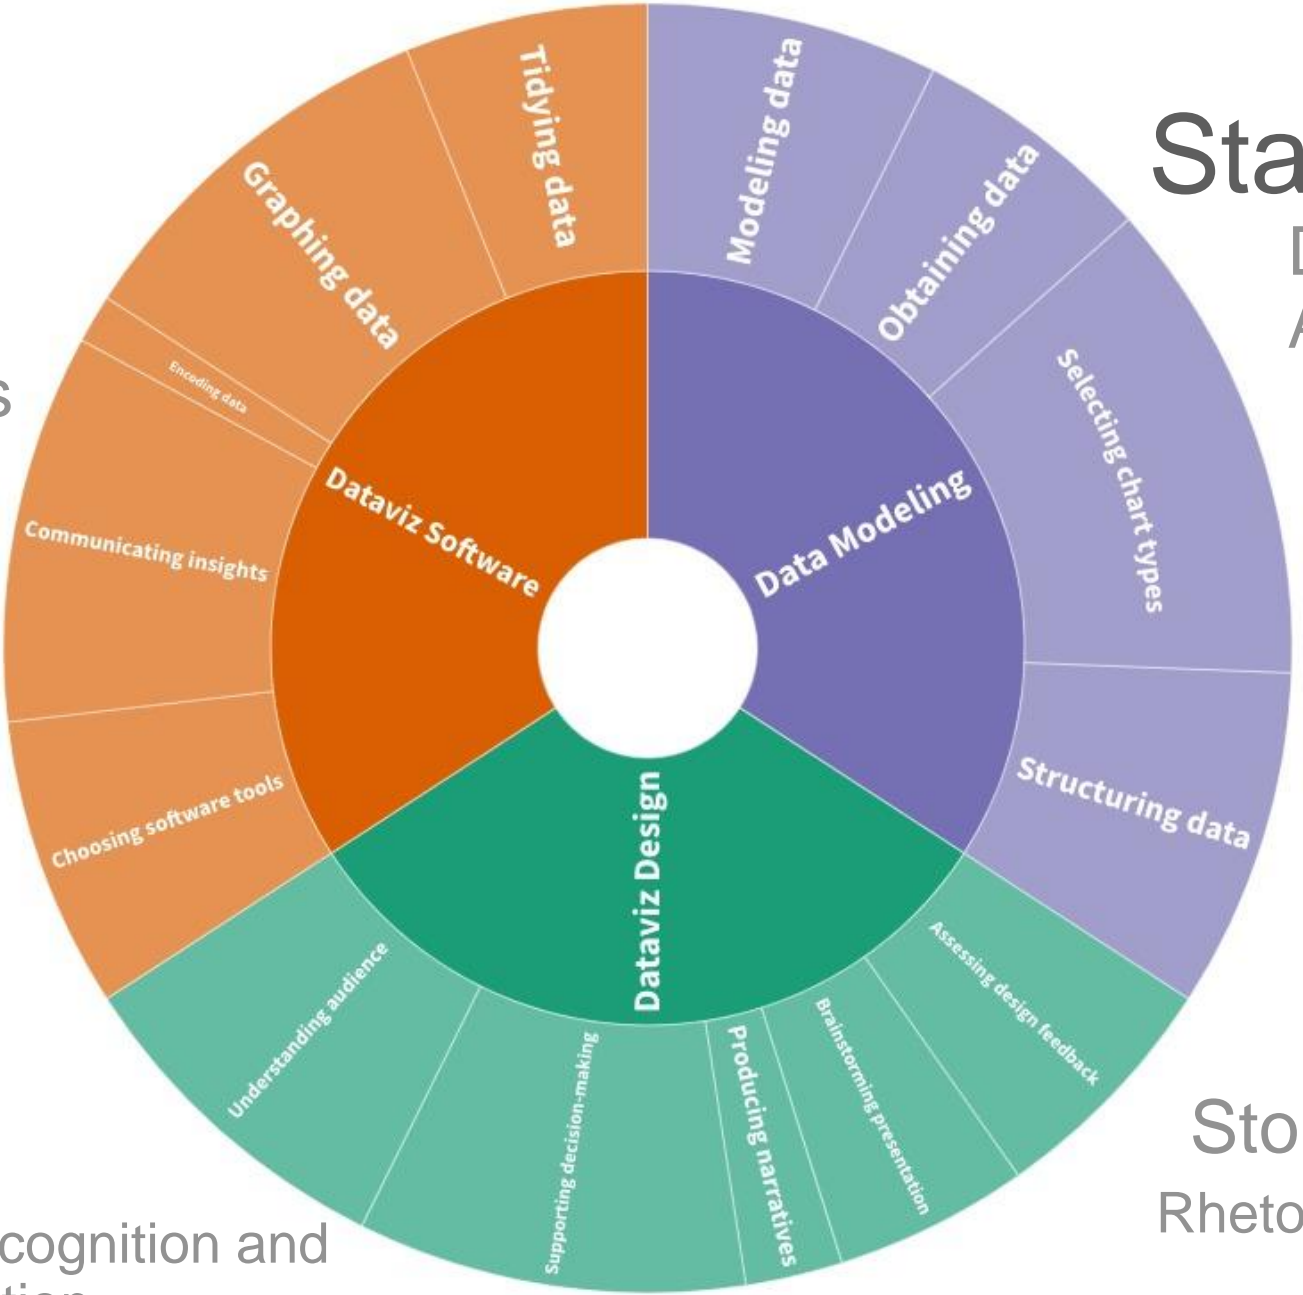 Tidying data
Modeling data
Graphing data
Obtaining data
Sta
Encoding data
Selecting chart types
s
Dataviz Software
Data Modeling
Communicating insights
Choosing software tools
Structuring data
Dataviz Design
Understanding audience
Supporting decision-making
Producing narratives
Brainstorming presentation
Assessing design feedback
Sto
Rheto
cognition and